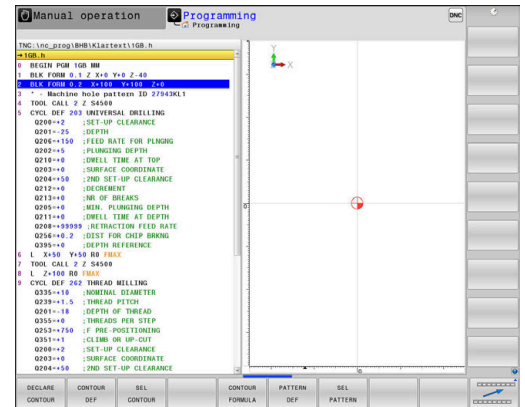 Manual operation
Programming
Programming
DNC
TNC:\nc_prog\BHB\Klartext\1GB.h
→1GB.h
0 BEGIN PGM 1GB MM
1 BLK FORM 0.1 Z X+0 Y+0 Z-40
2 BLK FORM 0.2 X+100 Y+100 Z+0
3 * - Machine hole pattern ID 27943KL1
4 TOOL CALL 2 Z S4500
5 CYCL DEF 203 UNIVERSAL DRILLING
Q200=+2 ;SET-UP CLEARANCE
Q201=-25 ;DEPTH
Q206=+150 ;FEED RATE FOR PLNGNG
Q202=+5 ;PLUNGING DEPTH
Q210=+0 ;DWELL TIME AT TOP
Q203=+0 ;SURFACE COORDINATE
Q204=+50 ;2ND SET-UP CLEARANCE
Q212=+0 ;DECREMENT
Q213=+0 ;NR OF BREAKS
Q205=+0 ;MIN. PLUNGING DEPTH
Q211=+0 ;DWELL TIME AT DEPTH
Q208=+99999 ;RETRACTION FEED RATE
Q256=+0.2 ;DIST FOR CHIP BRKNG
Q395=+0 ;DEPTH REFERENCE
6 L X+50 Y+50 R0 FMAX
7 TOOL CALL 2 Z S4500
8 L Z+100 R0 FMAX
9 CYCL DEF 262 THREAD MILLING
Q335=+10 ;NOMINAL DIAMETER
Q239=+1.5 ;THREAD PITCH
Q201=-18 ;DEPTH OF THREAD
Q355=+0 ;THREADS PER STEP
Q253=+750 ;F PRE-POSITIONING
Q351=+1 ;CLIMB OR UP-CUT
Q200=+2 ;SET-UP CLEARANCE
Q203=+0 ;SURFACE COORDINATE
Q204=+50 ;2ND SET-UP CLEARANCE
Y
X
0
0
DECLARE CONTOUR
CONTOUR DEF
SEL CONTOUR
CONTOUR FORMULA
PATTERN DEF
SEL PATTERN